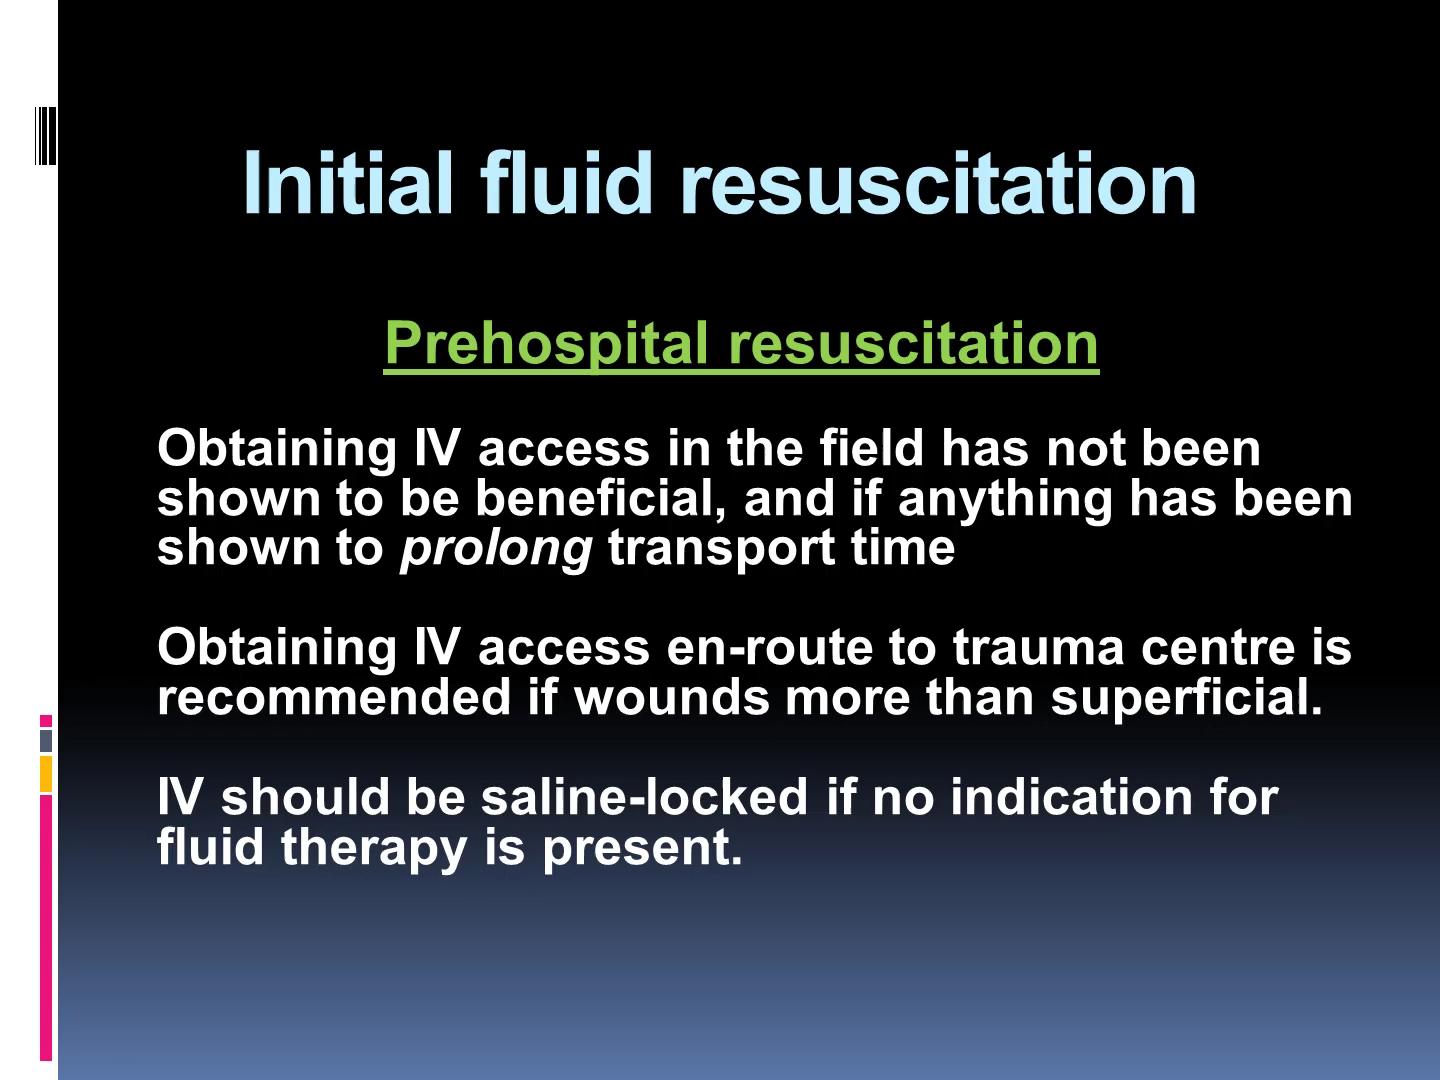 Initial fluid resuscitation
Prehospital resuscitation
Obtaining IV access in the field has not been
shown to be beneficial, and if anything has been
shown to prolong transport time
Obtaining IV access en-route to trauma centre is
recommended if wounds more than superficial.
IV should be saline-locked if no indication for
fluid therapy is present.